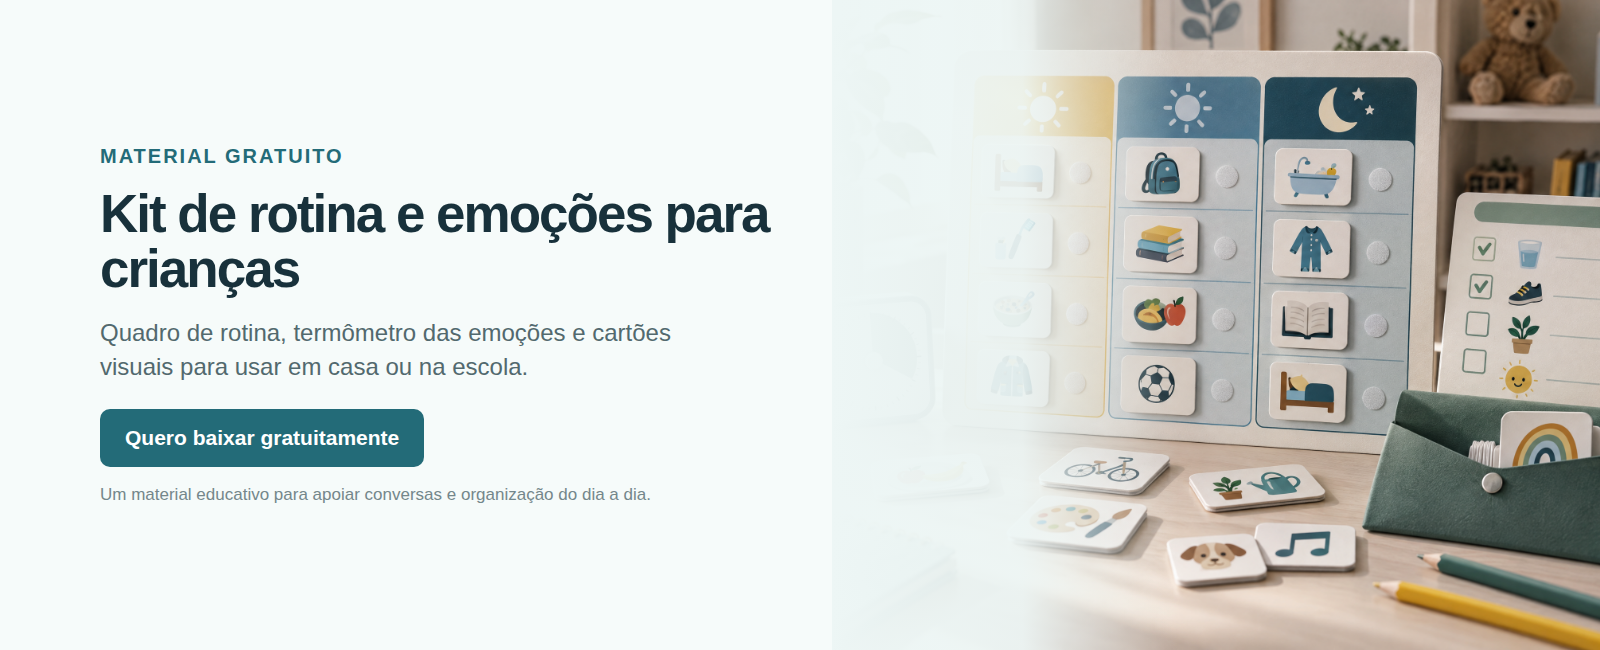 MATERIAL GRATUITO
Kit de rotina e emoções para
crianças
Quadro de rotina, termômetro das emoções e cartões
visuais para usar em casa ou na escola.
Quero baixar gratuitamente
Um material educativo para apoiar conversas e organização do dia a dia.